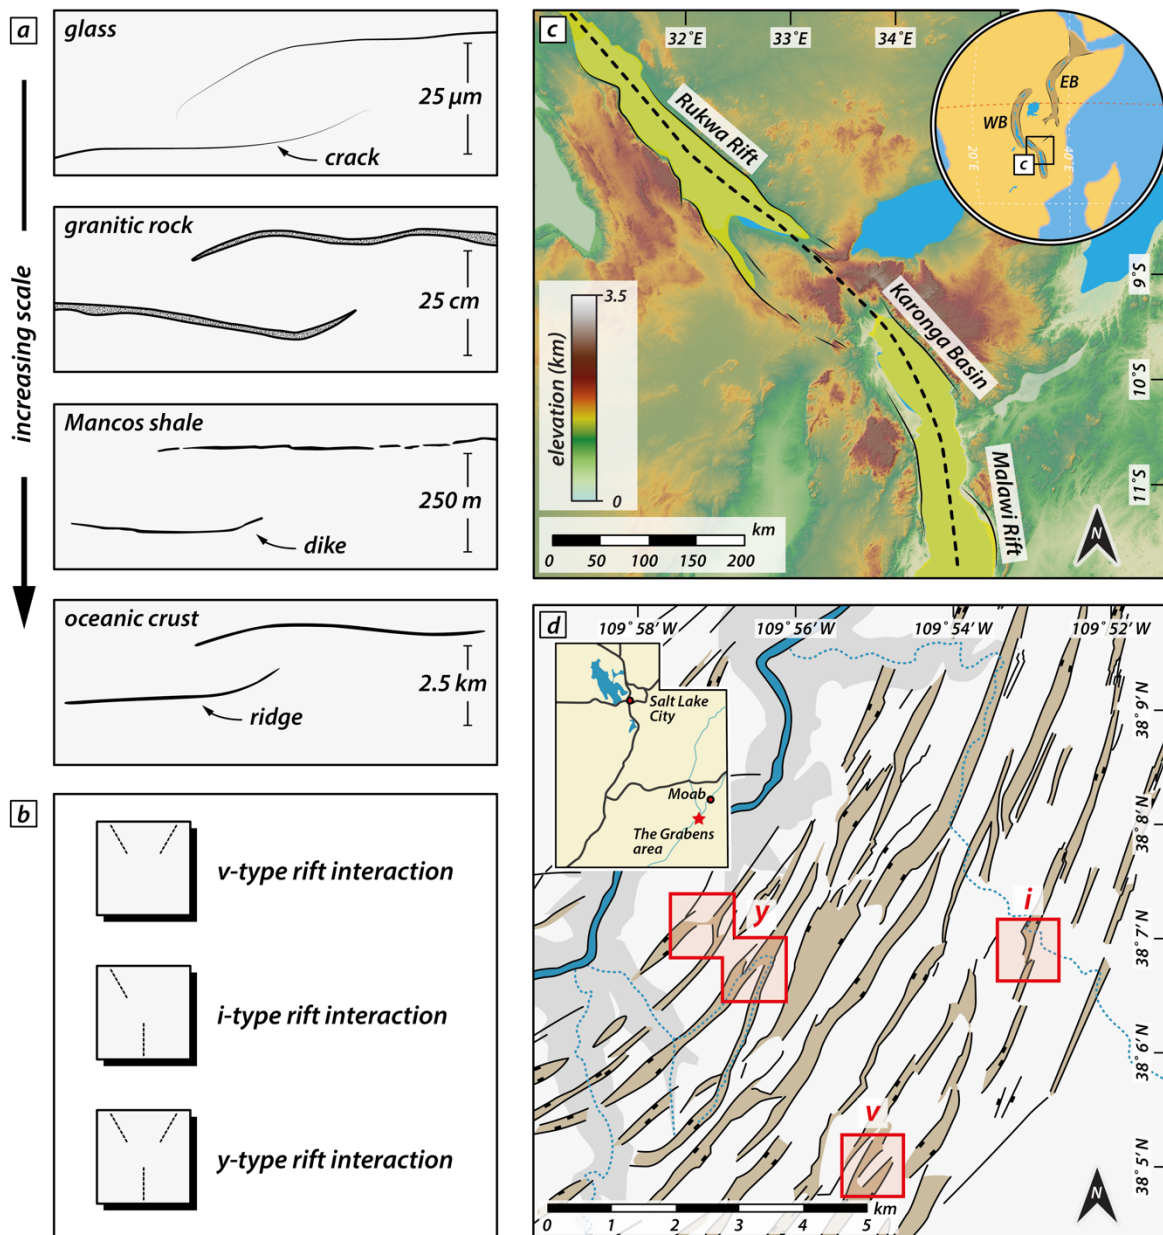 a
glass
25 µm
crack
granitic rock
25 cm
Mancos shale
250 m
dike
oceanic crust
2.5 km
ridge
increasing scale
b
v-type rift interaction
i-type rift interaction
y-type rift interaction
c
32°E
33°E
34°E
EB
WB
20°E
40°E
c
Rukwa Rift
Karonga Basin
Malawi Rift
9°S
10°S
11°S
elevation (km)
3.5
0
km
0 50 100 150 200
N
d
109°58’ W
109°56’ W
109°54’ W
109°52’ W
Salt Lake
City
Moab
The Grabens
area
38°9’ N
38°8’ N
38°7’ N
38°6’ N
38°5’ N
y
i
v
km
0 1 2 3 4 5
N